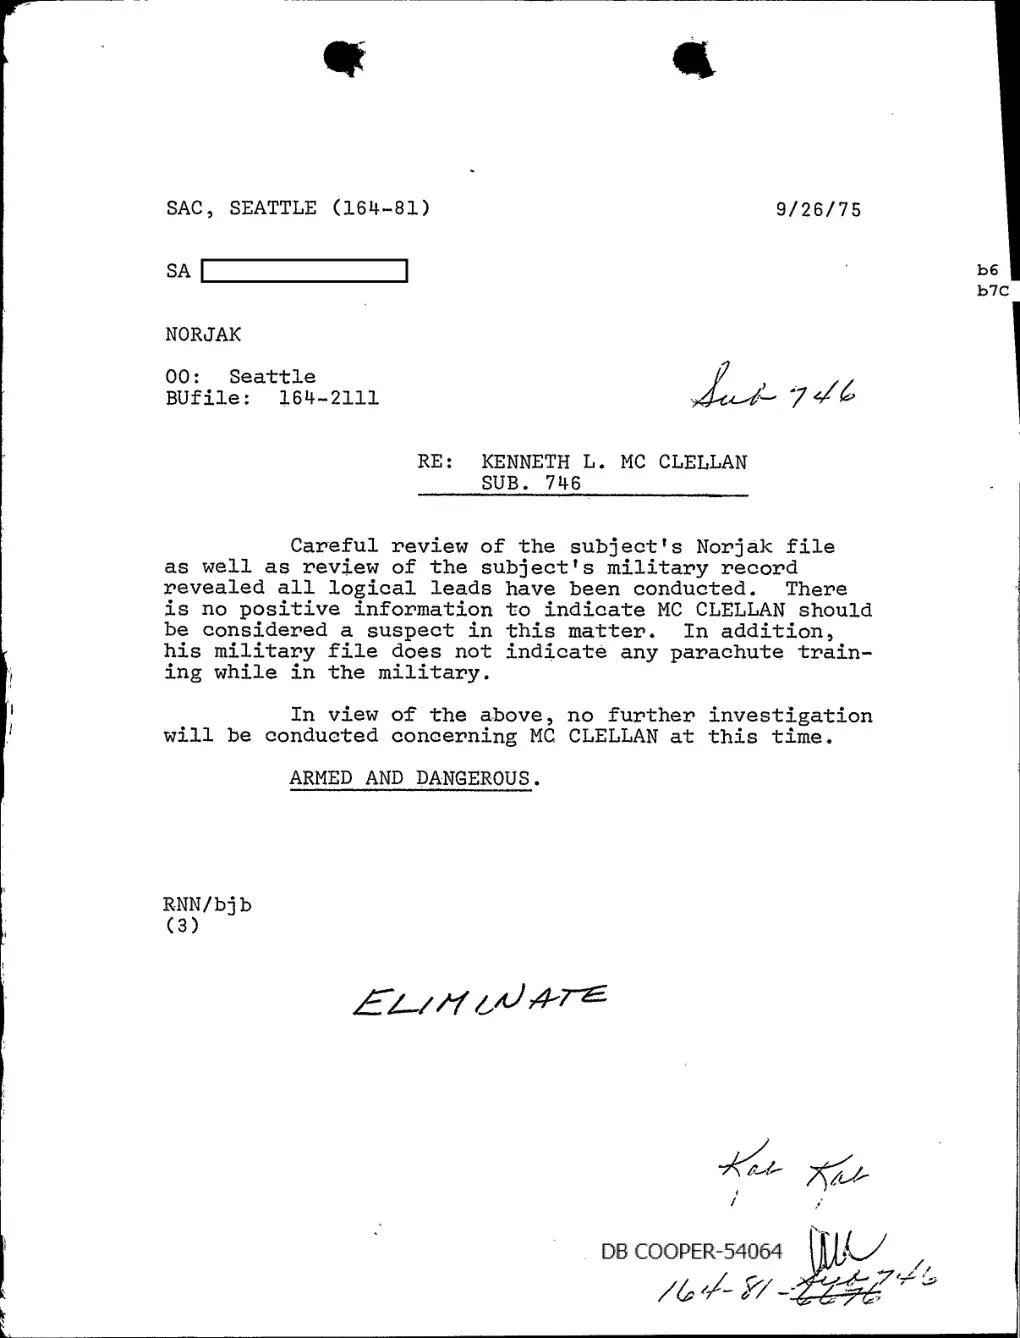 SAC, SEATTLE (164-81) 9/26/75
SA
b6
b7C
NORJAK
OO: Seattle
BUfile: 164-2111
Sub 746
RE: KENNETH L. MC CLELLAN
SUB. 746
Careful review of the subject's Norjak file
as well as review of the subject's military record
revealed all logical leads have been conducted. There
is no positive information to indicate MC CLELLAN should
be considered a suspect in this matter. In addition,
his military file does not indicate any parachute train-
ing while in the military.
In view of the above, no further investigation
will be conducted concerning MC CLELLAN at this time.
ARMED AND DANGEROUS.
RNN/bjb
(3)
ELIMINATE
DB COOPER-54064
164-81-Sub 746